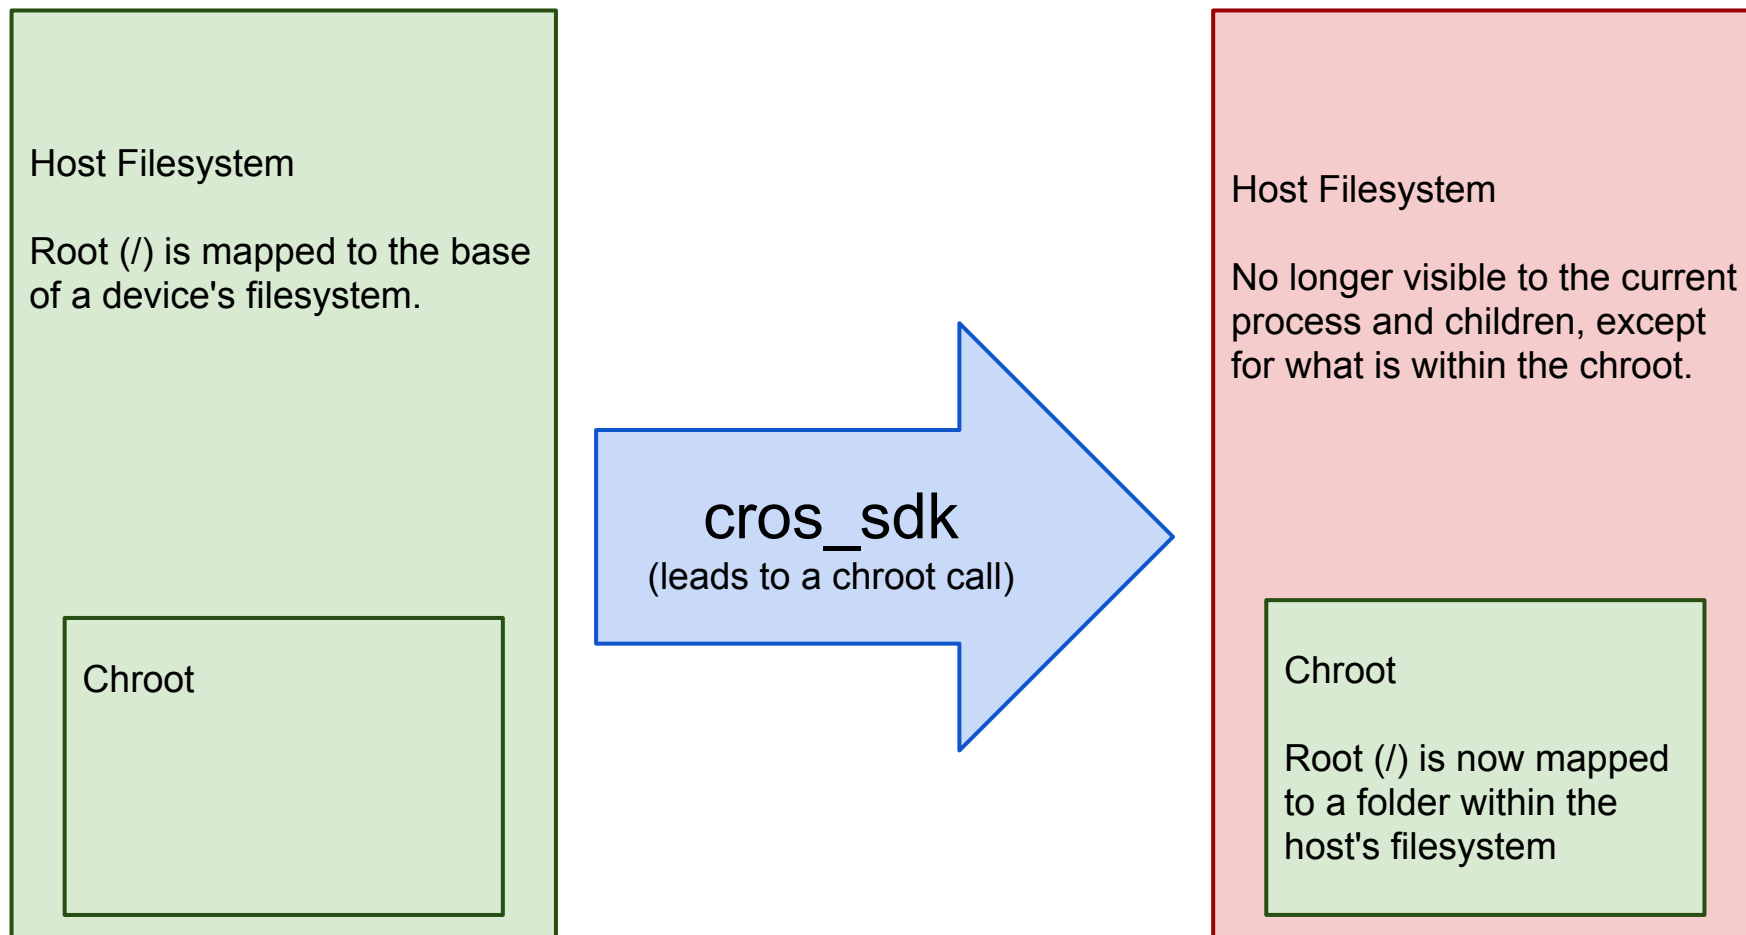 Host Filesystem
Root (/) is mapped to the base
of a device's filesystem.
Chroot
cros_sdk
(leads to a chroot call)
Host Filesystem
No longer visible to the current
process and children, except
for what is within the chroot.
Chroot
Root (/) is now mapped
to a folder within the
host's filesystem